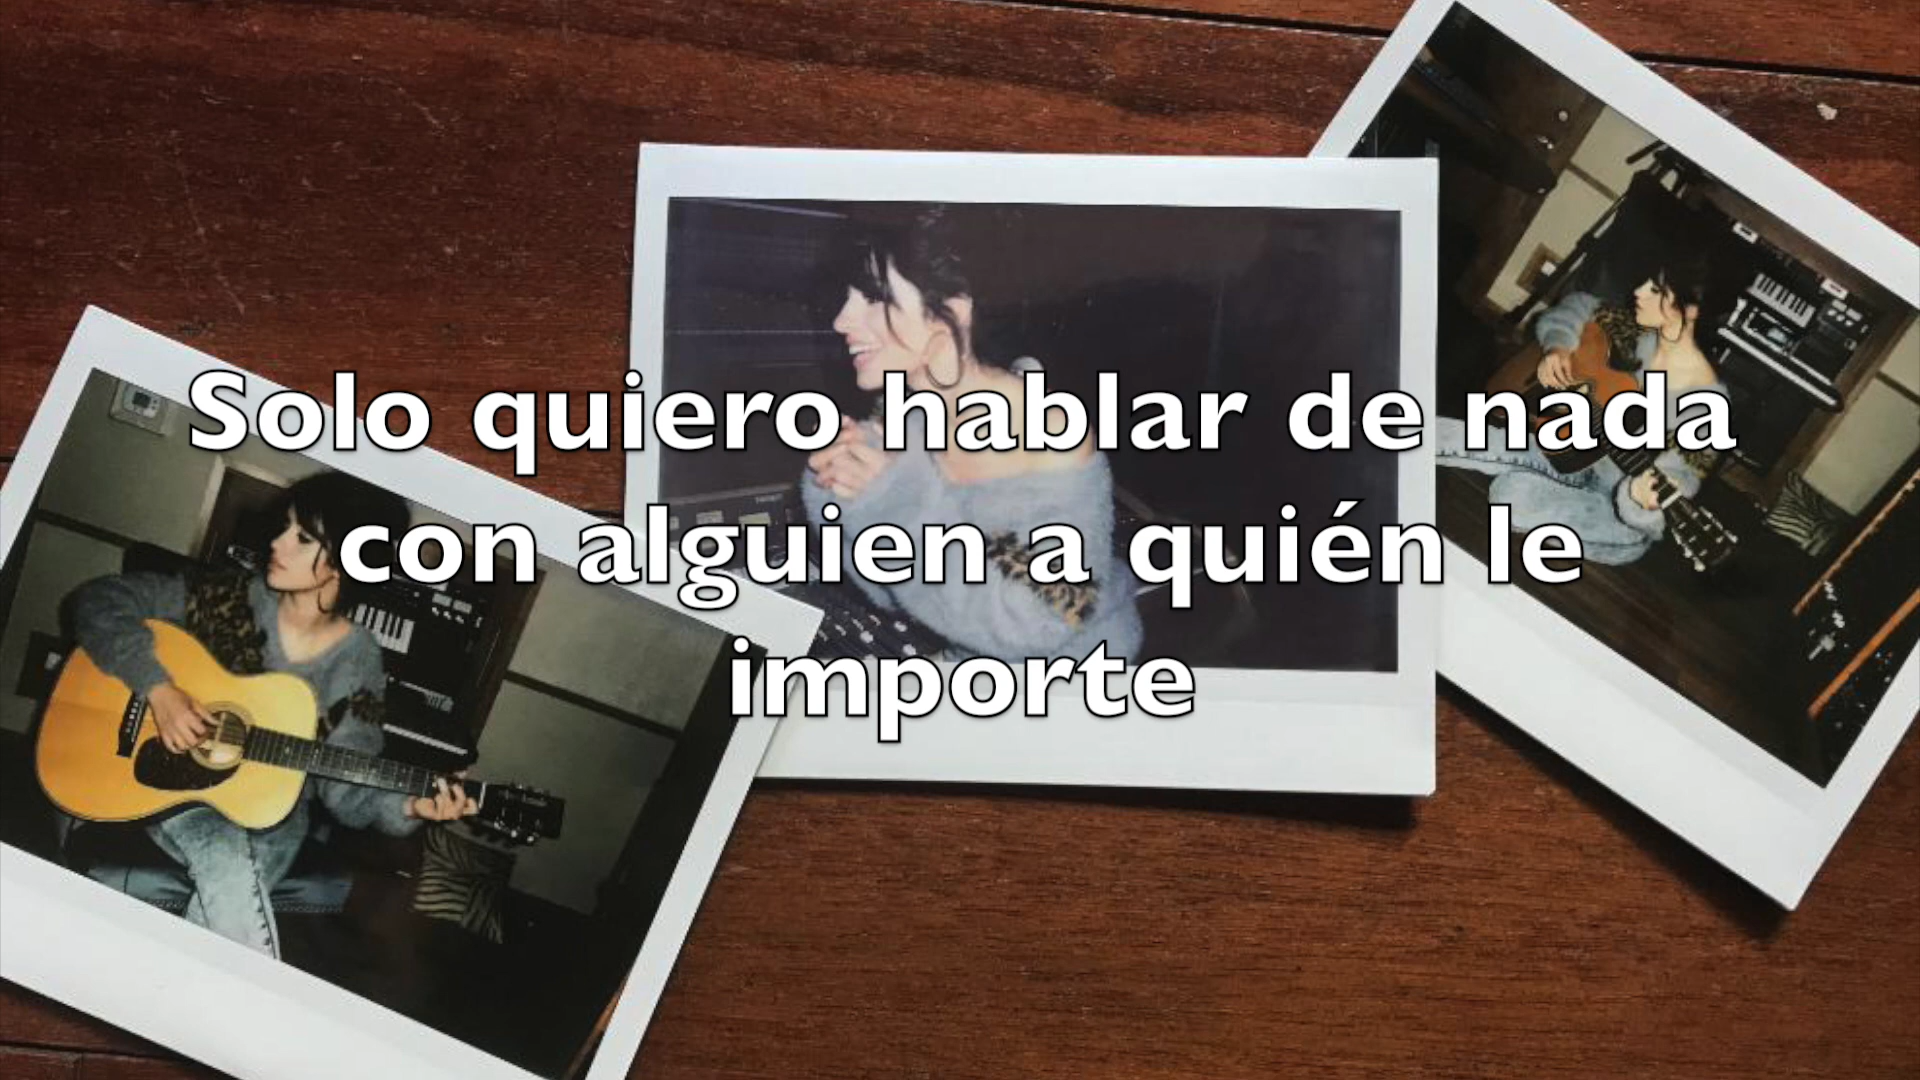 Solo quiero hablar de nada
con alguien a quién le
importe